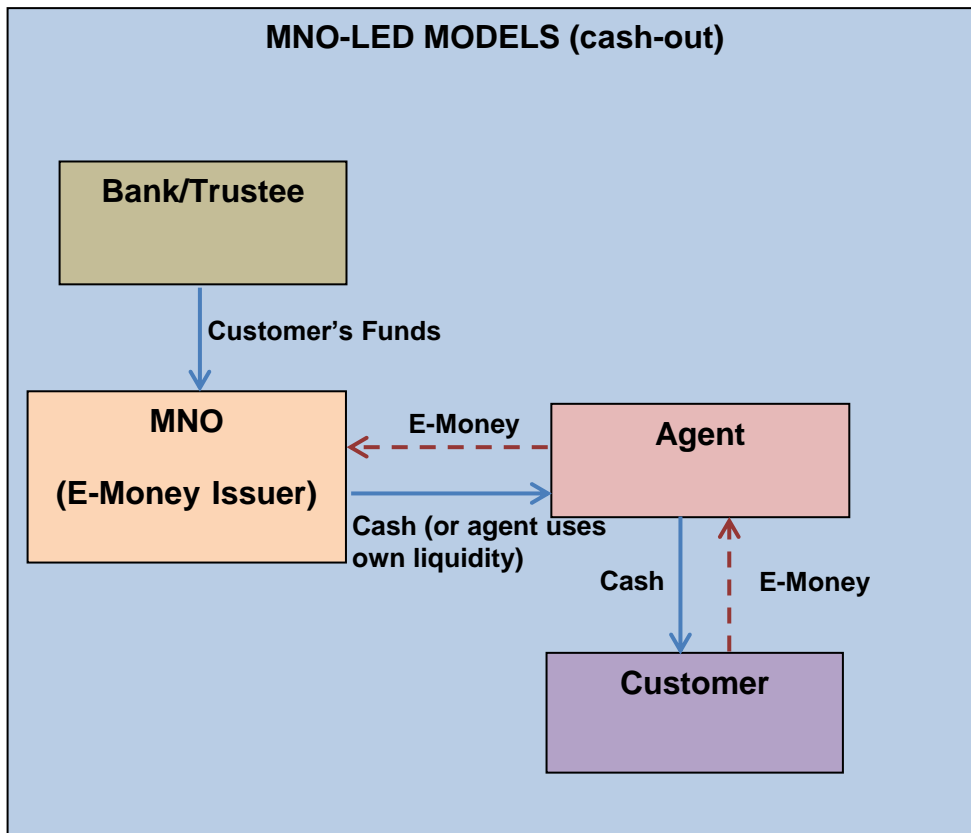 MNO-LED MODELS (cash-out)
Bank/Trustee
Customer’s Funds
MNO
(E-Money Issuer)
E-Money
Agent
Cash (or agent uses
own liquidity)
Cash
E-Money
Customer